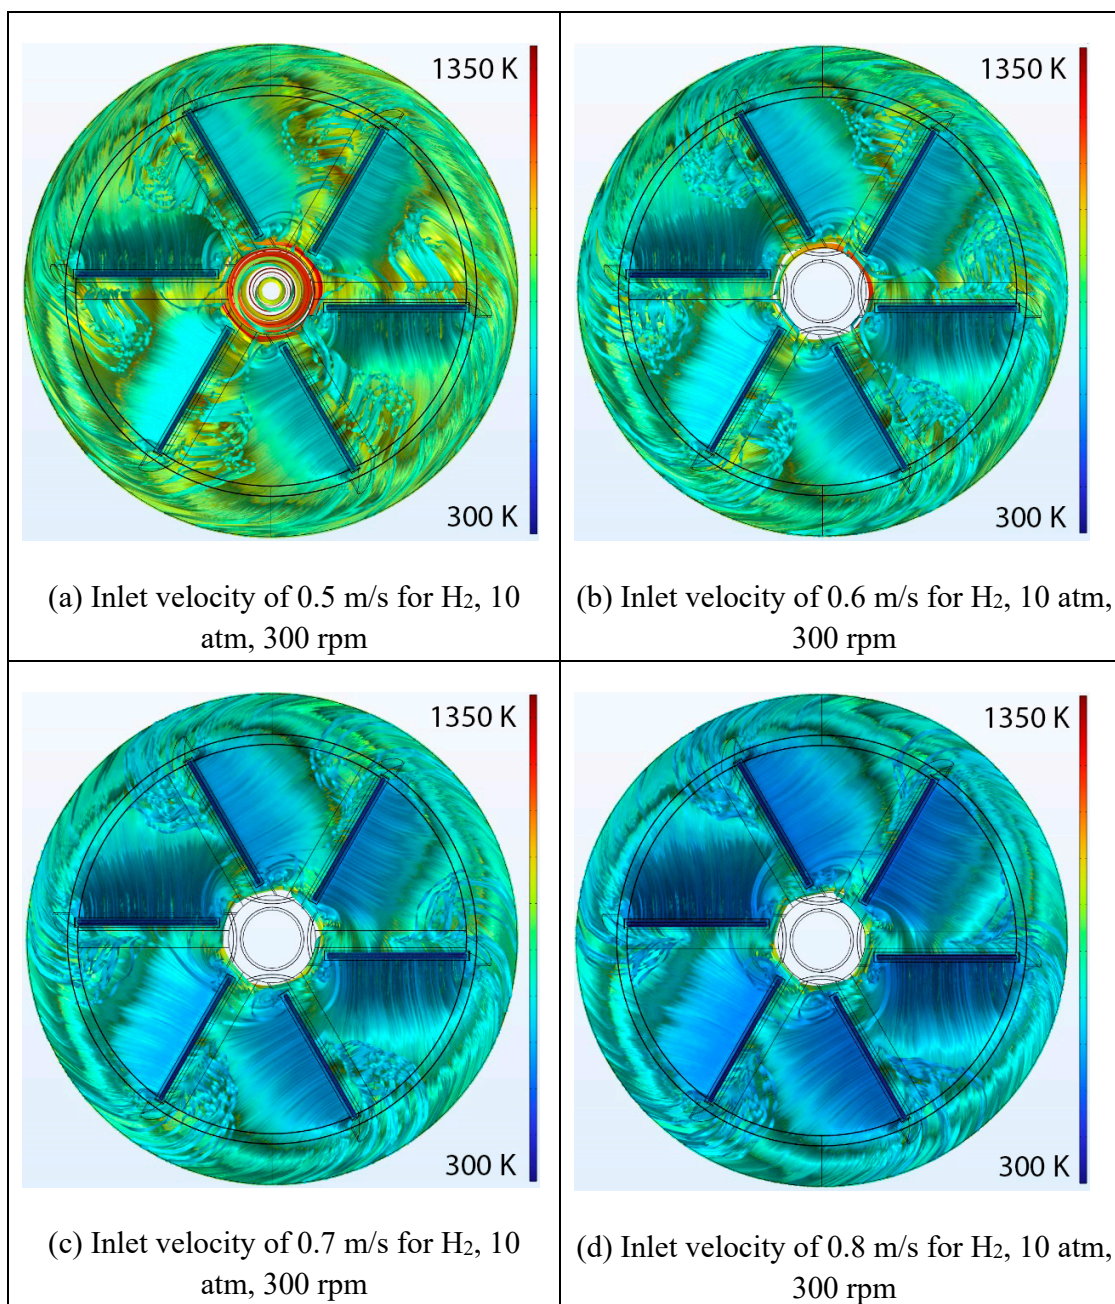 1350 K
300 K
(a) Inlet velocity of 0.5 m/s for H₂, 10
atm, 300 rpm
1350 K
300 K
(b) Inlet velocity of 0.6 m/s for H₂, 10 atm,
300 rpm
1350 K
300 K
(c) Inlet velocity of 0.7 m/s for H₂, 10
atm, 300 rpm
1350 K
300 K
(d) Inlet velocity of 0.8 m/s for H₂, 10 atm,
300 rpm